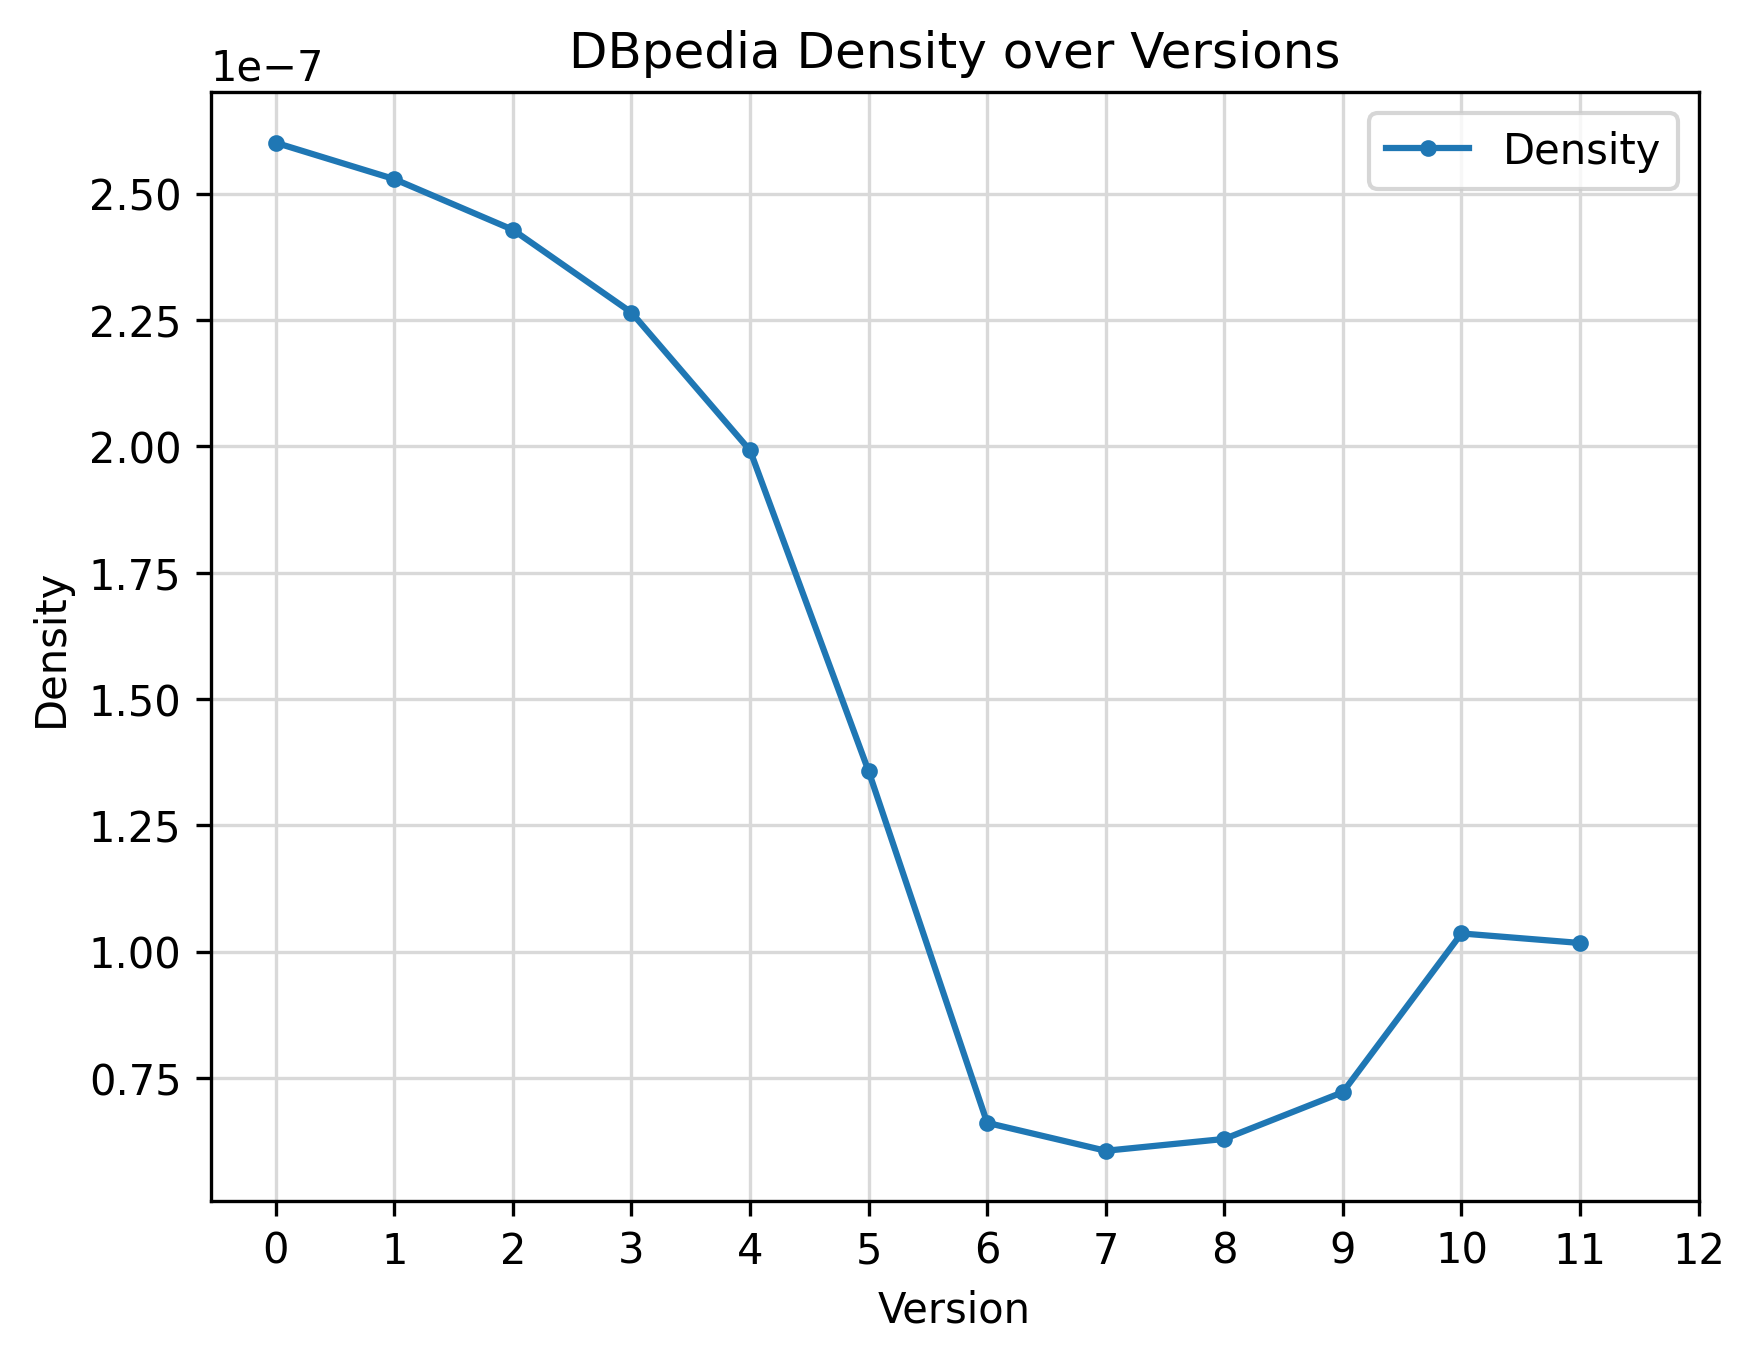 DBpedia Density over Versions
1e−7
Density
2.50
2.25
2.00
1.75
1.50
1.25
1.00
0.75
Density
0 1 2 3 4 5 6 7 8 9 10 11 12
Version